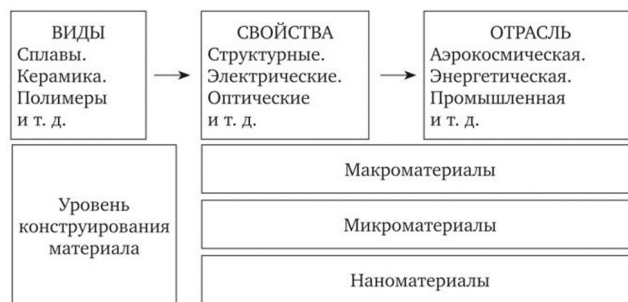 ВИДЫ
Сплавы.
Керамика.
Полимеры
и т. д.
СВОЙСТВА
Структурные.
Электрические.
Оптические
и т. д.
ОТРАСЛЬ
Аэрокосмическая.
Энергетическая.
Промышленная
и т. д.
Уровень
конструирования
материала
Макроматериалы
Микроматериалы
Наноматериалы